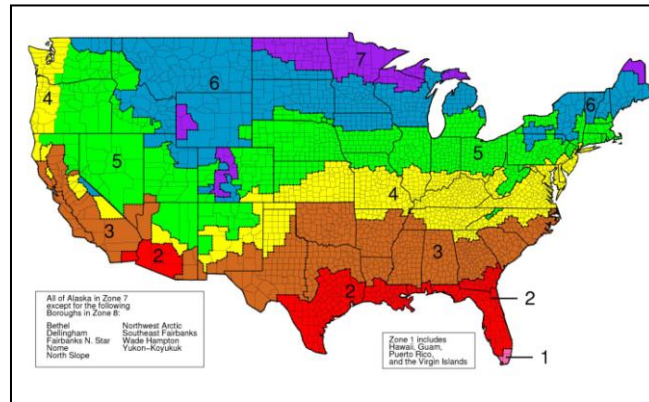 7
6
6
4
5
5
4
3
3
2
2
2
1
All of Alaska in Zone 7
except for the following
Boroughs in Zone 8:
Bethel Northwest Arctic
Dellingham Southeast Fairbanks
Fairbanks N. Star Wade Hampton
Nome Yukon-Koyukuk
North Slope
Zone 1 includes
Hawaii, Guam,
Puerto Rico,
and the Virgin Islands